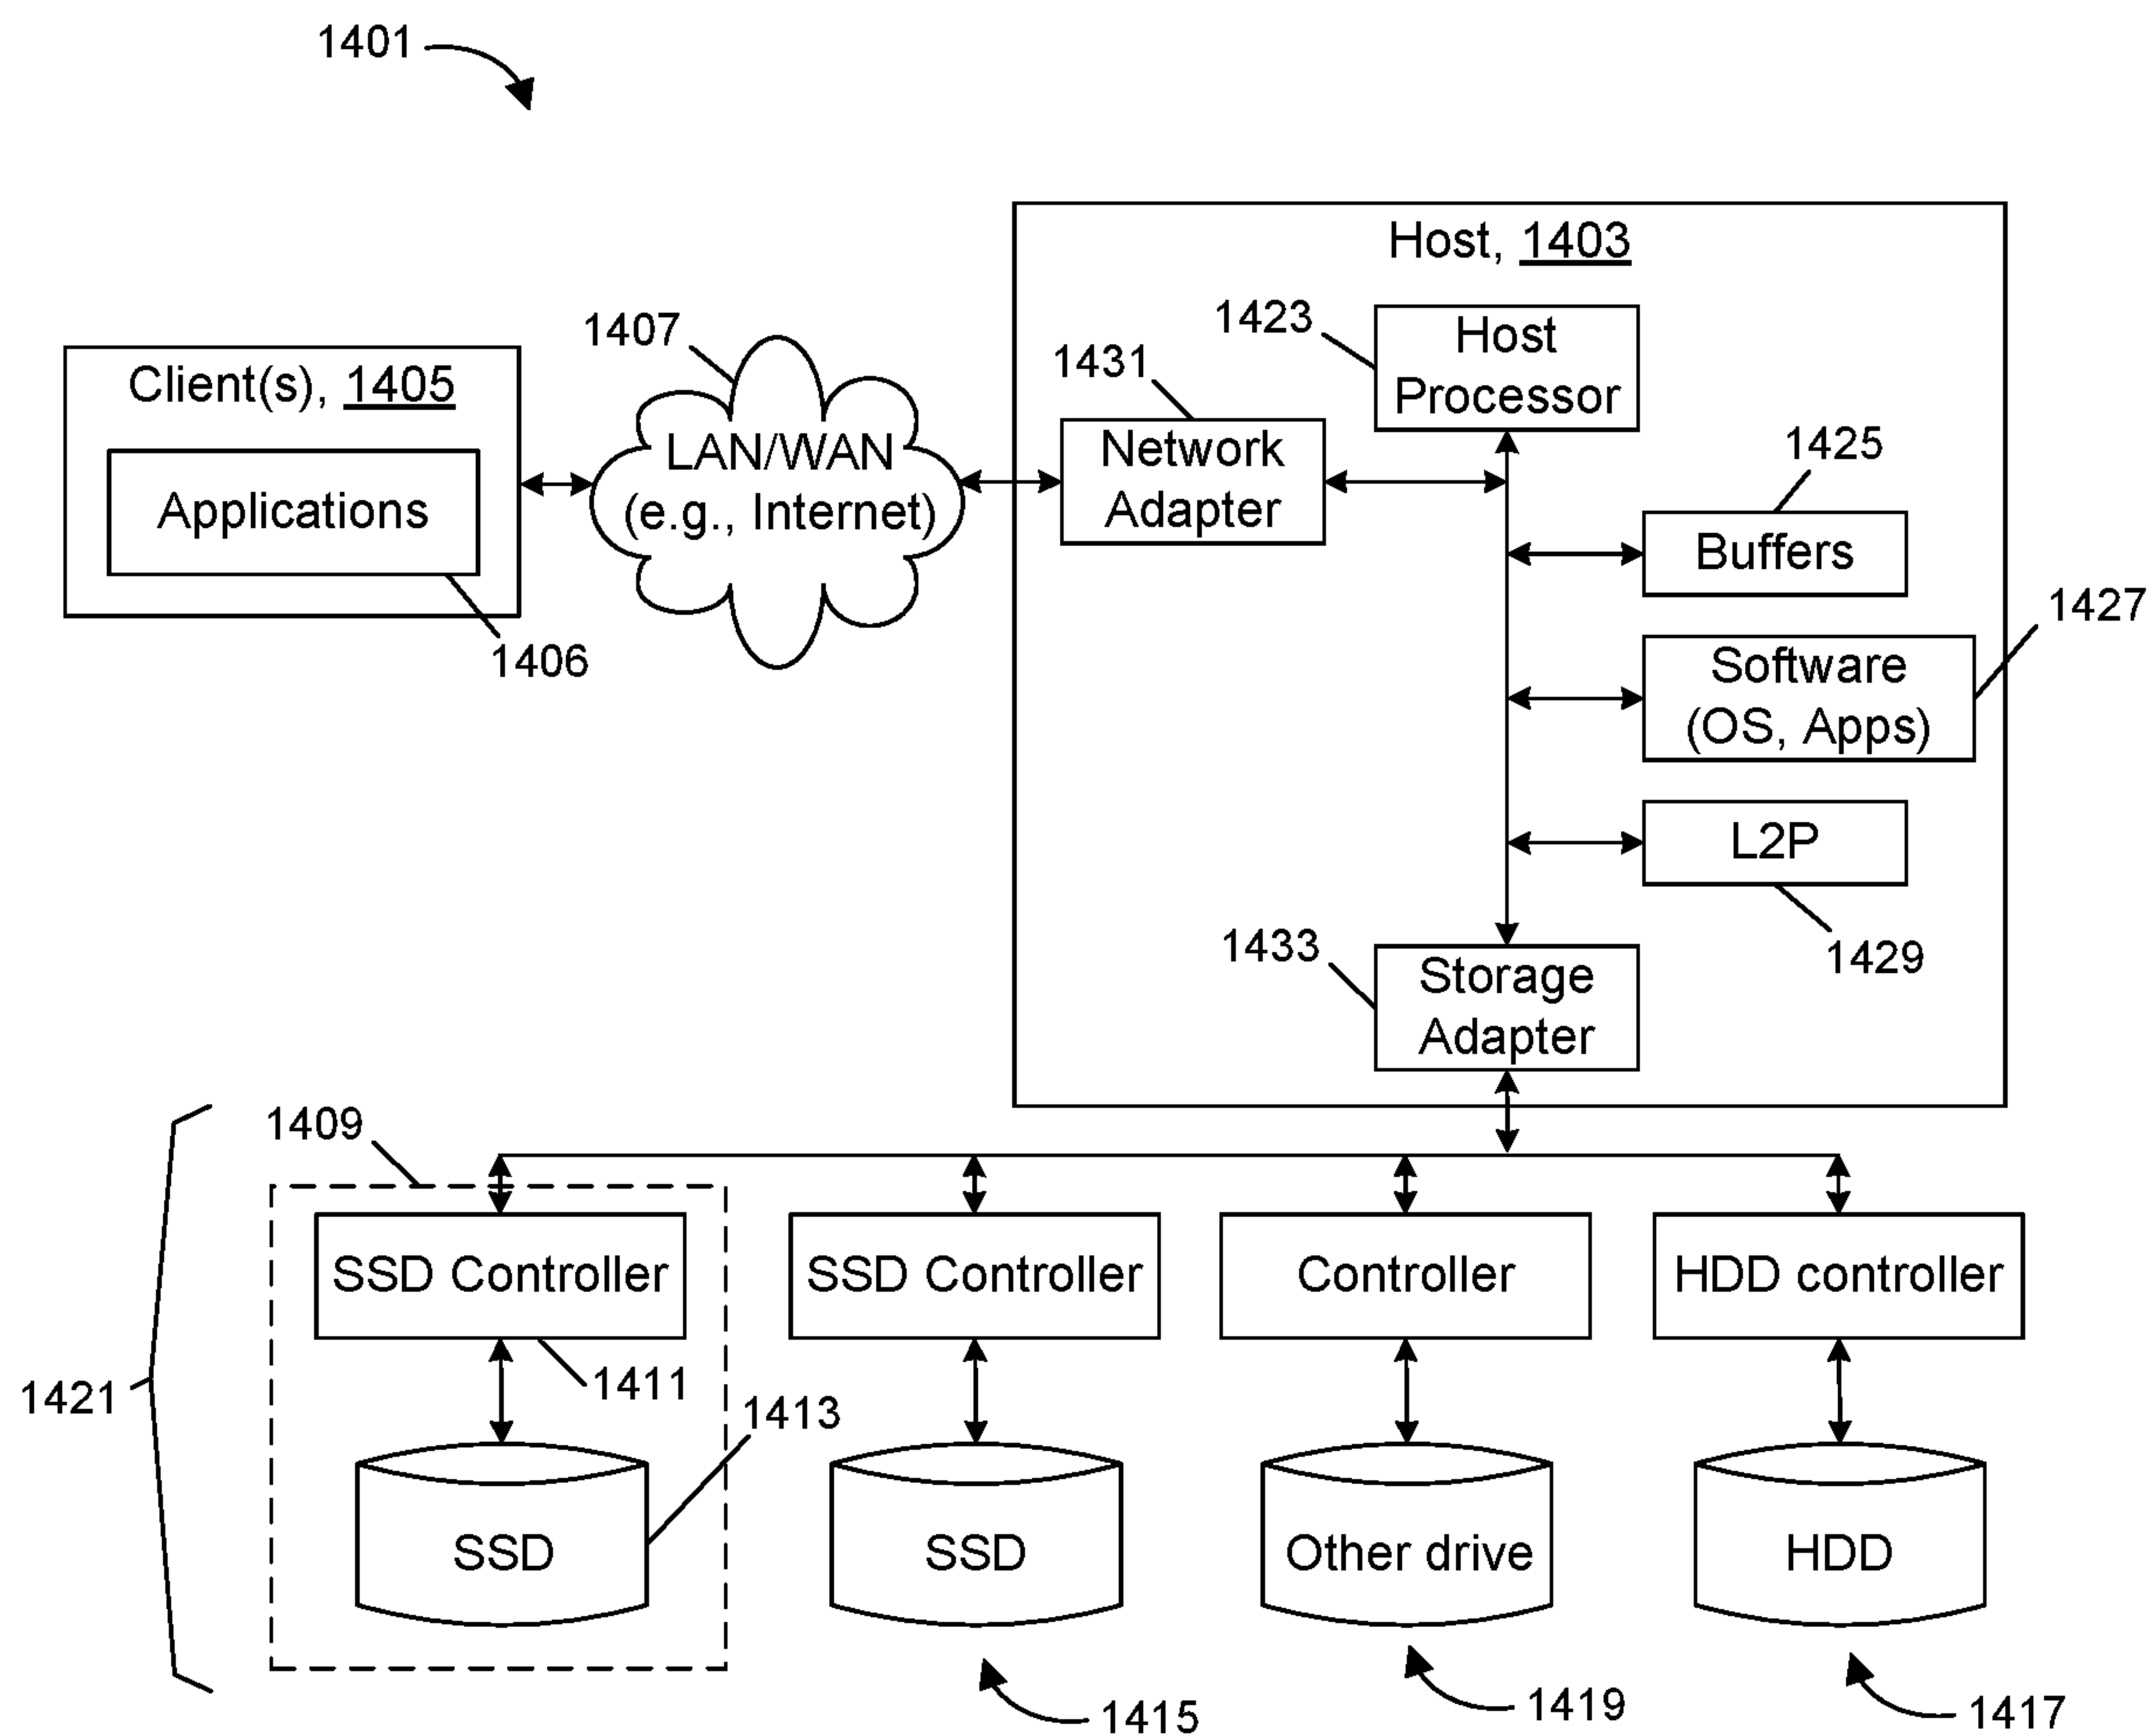 1401
Host, 1403
1423
Host
Processor
1407
1431
Client(s), 1405
Applications
1406
LAN/WAN
(e.g., Internet)
Network
Adapter
1425
Buffers
1427
Software
(OS, Apps)
L2P
1429
1433
Storage
Adapter
1409
SSD Controller
SSD Controller
Controller
HDD controller
1421
1411
1413
SSD
SSD
Other drive
HDD
1415
1419
1417